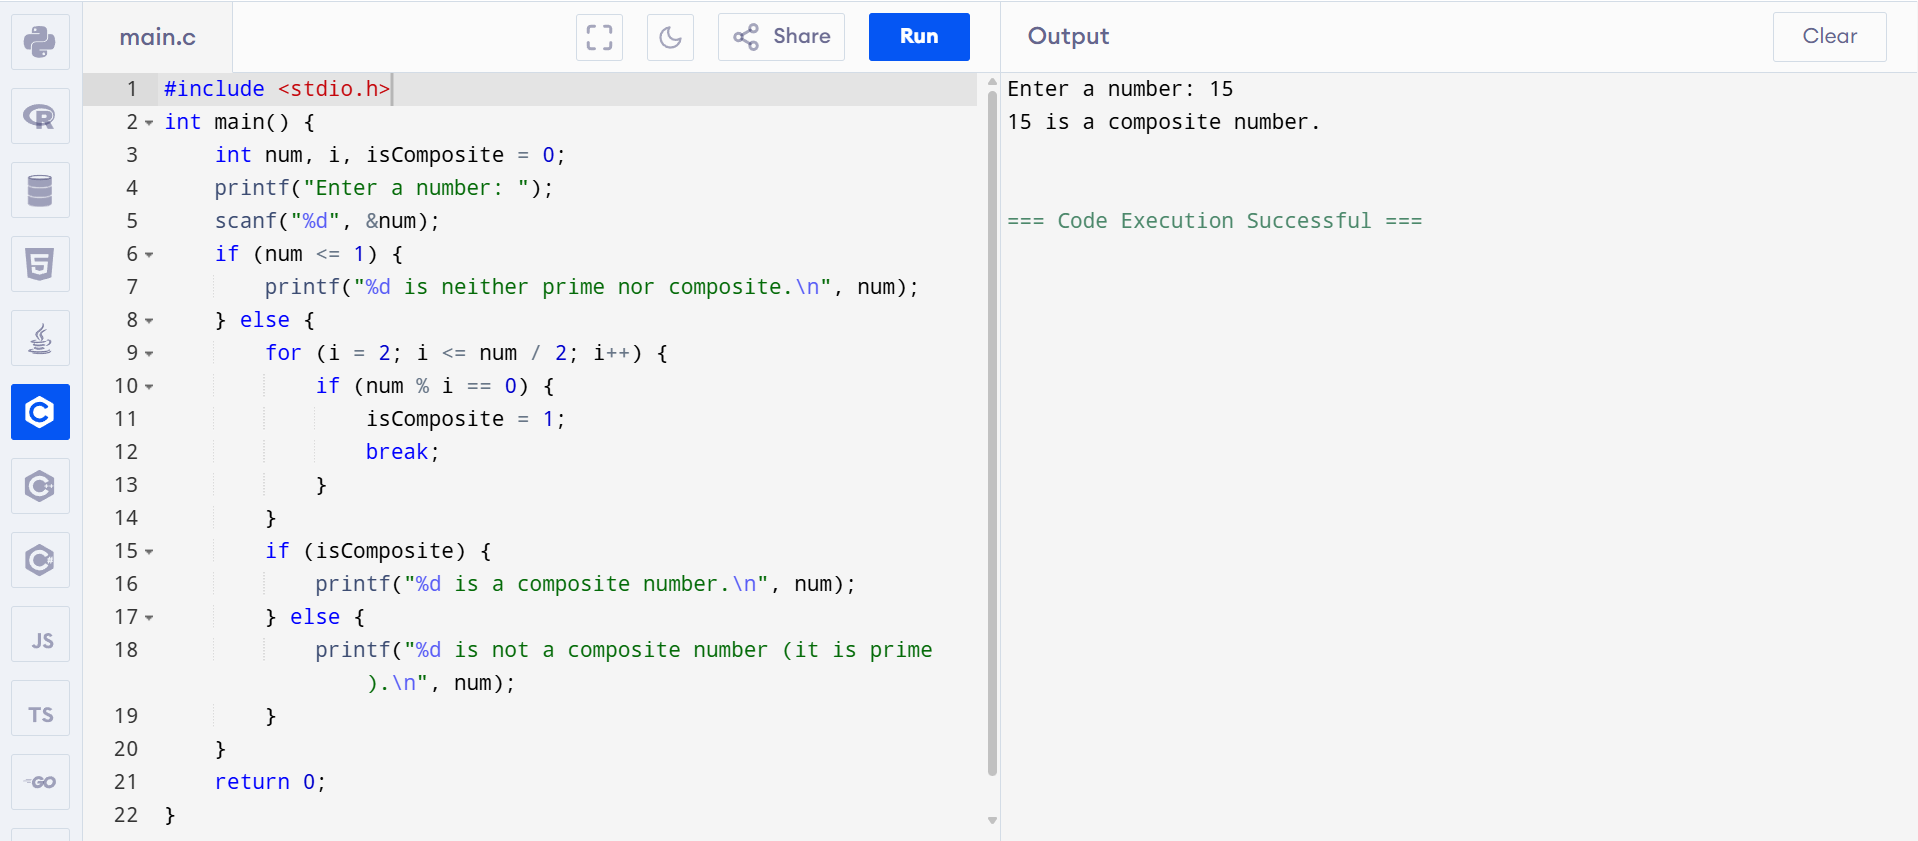 main.c
Share
Run
Output
Clear
1 #include <stdio.h>
2 int main() {
3     int num, i, isComposite = 0;
4     printf("Enter a number: ");
5     scanf("%d", &num);
6     if (num <= 1) {
7         printf("%d is neither prime nor composite.\n", num);
8     } else {
9         for (i = 2; i <= num / 2; i++) {
10             if (num % i == 0) {
11                 isComposite = 1;
12                 break;
13             }
14         }
15         if (isComposite) {
16             printf("%d is a composite number.\n", num);
17         } else {
18             printf("%d is not a composite number (it is prime
                ).\n", num);
19         }
20     }
21     return 0;
22 }
Enter a number: 15
15 is a composite number.
=== Code Execution Successful ===
R
5
C
C++
C#
JS
TS
GO